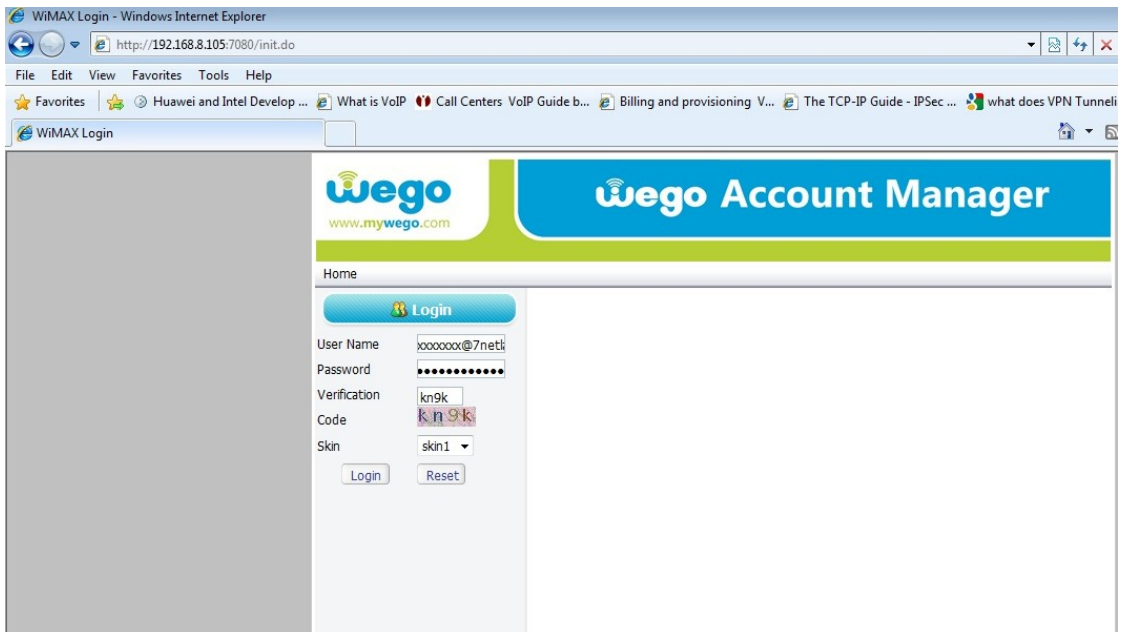 WiMAX Login - Windows Internet Explorer
http://192.168.8.105:7080/init.do
File Edit View Favorites Tools Help
Favorites Huawei and Intel Develop ... What is VoIP Call Centers VoIP Guide b... Billing and provisioning V... The TCP-IP Guide - IPSec ... what does VPN Tunneli
WiMAX Login
wego wego Account Manager
www.mywego.com
Home
Login
User Name xxxxxxx@7netl
Password ••••••••••••
Verification kn9k
Code kn9k
Skin skin1
Login Reset